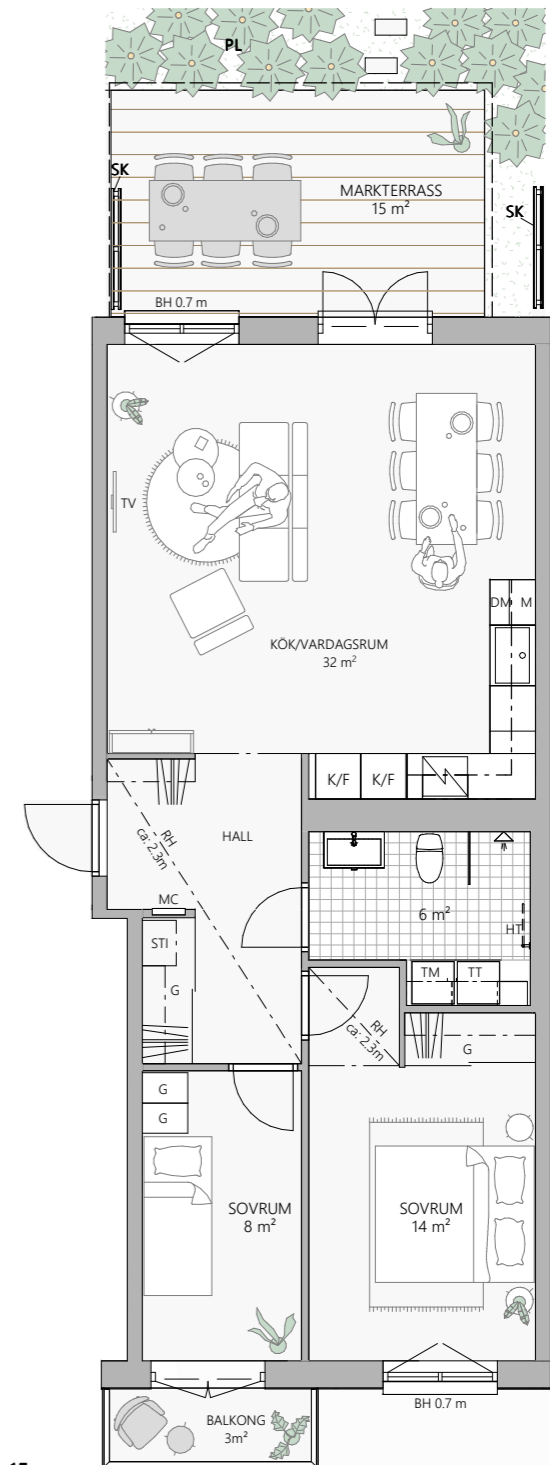 PL
SK
MARKTERRASS
15 m²
SK
BH 0.7 m
TV
DM M
KÖK/VARDAGSRUM
32 m²
K/F K/F
HALL
RH
ca: 2.3m
MC
6 m²
HT
STI
G
TM TT
RH
ca: 2.3m
G
G
G
SOVRUM
8 m²
SOVRUM
14 m²
BH 0.7 m
BALKONG
3m²